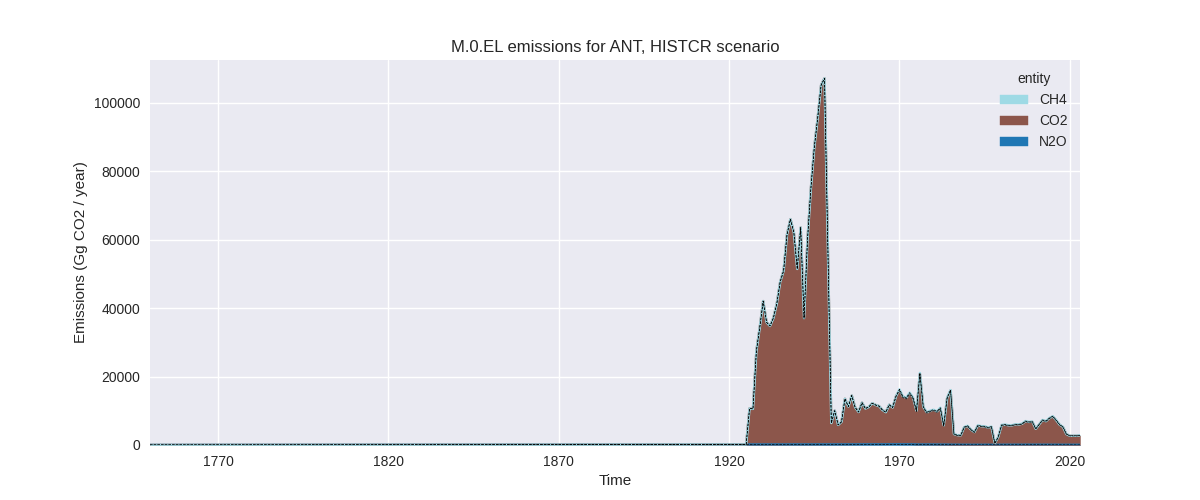 M.0.EL emissions for ANT, HISTCR scenario
entity
CH4
CO2
N2O
Emissions (Gg CO2 / year)
100000
80000
60000
40000
20000
0
1770 1820 1870 1920 1970 2020
Time